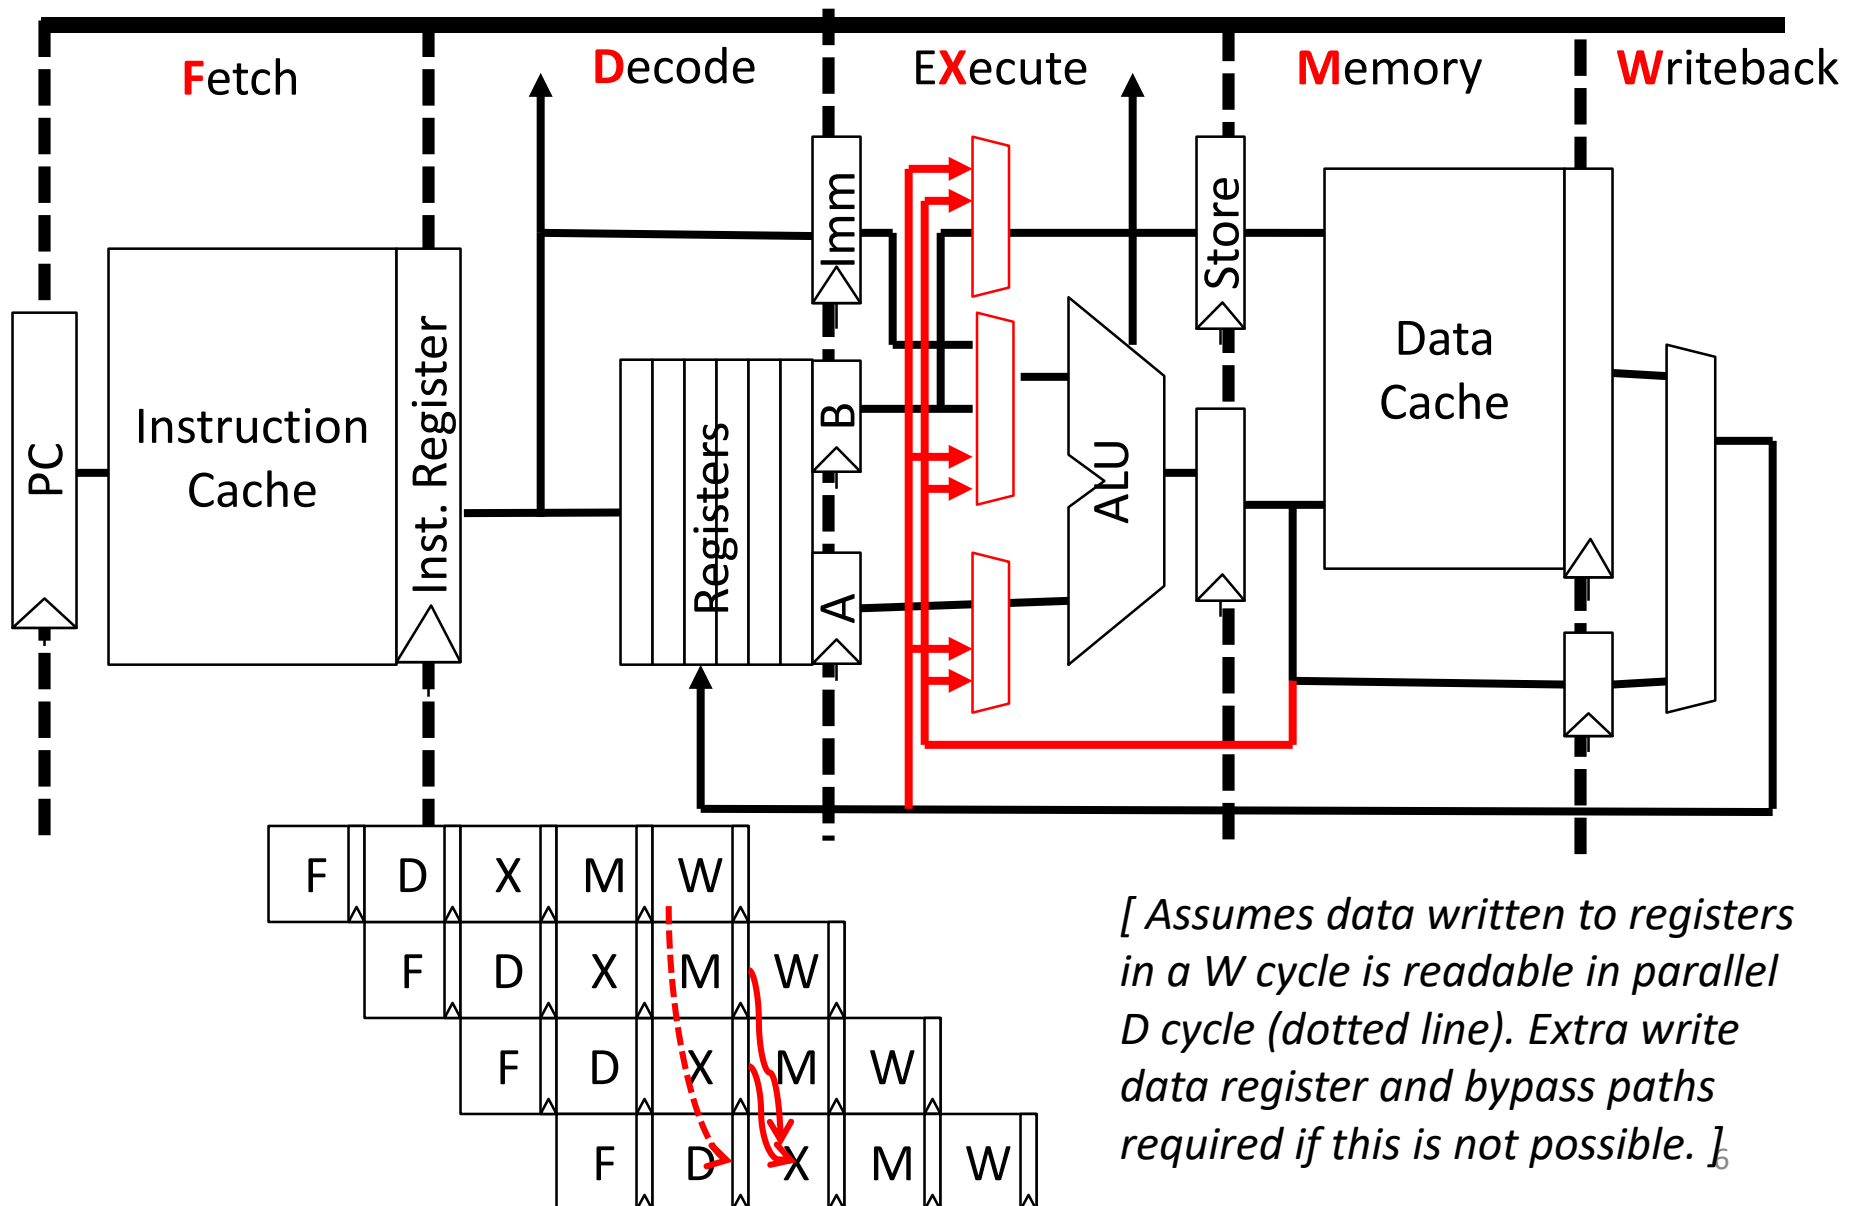 Fetch
Decode
EXecute
Memory
Writeback
PC
Instruction
Cache
Inst. Register
Registers
Imm
B
A
ALU
Store
Data
Cache
F D X M W
F D X M W
F D X M W
F D X M W
[ Assumes data written to registers
in a W cycle is readable in parallel
D cycle (dotted line). Extra write
data register and bypass paths
required if this is not possible. ]
6